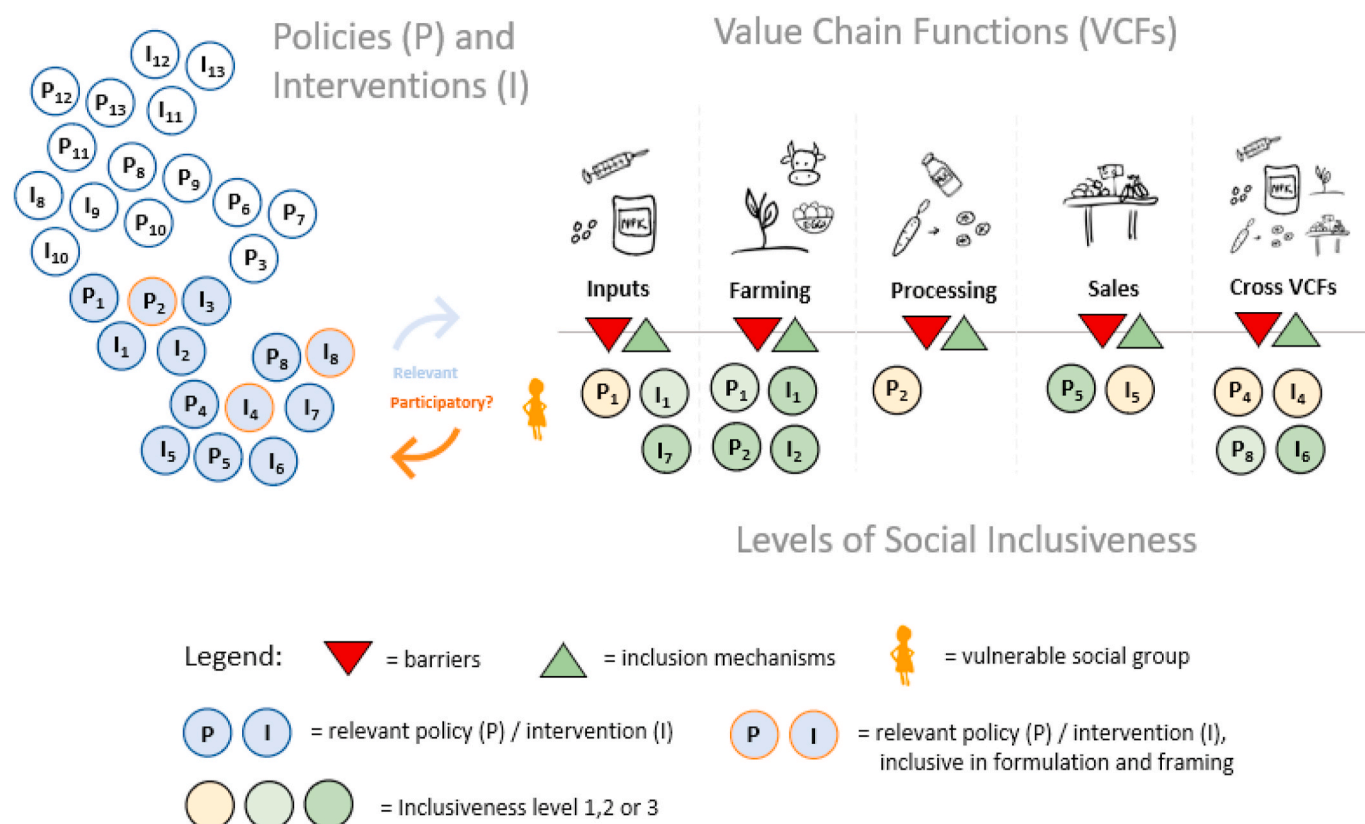 Policies (P) and
Interventions (I)
Value Chain Functions (VCFs)
I12
I13
P12
P13
I11
P11
P8
P9
I8
I9
P10
P6
P7
I10
P3
P1
P2
I3
I1
I2
P8
I8
P4
I4
I7
I5
P5
I6
Relevant
Participatory?
NPK
EGGS
NPK
Inputs
Farming
Processing
Sales
Cross VCFs
P1
I1
P1
I1
P2
P5
I5
P4
I4
I7
P2
I2
P8
I6
Levels of Social Inclusiveness
Legend:
= barriers
= inclusion mechanisms
= vulnerable social group
P I = relevant policy (P) / intervention (I)
P I = relevant policy (P) / intervention (I),
inclusive in formulation and framing
= Inclusiveness level 1,2 or 3